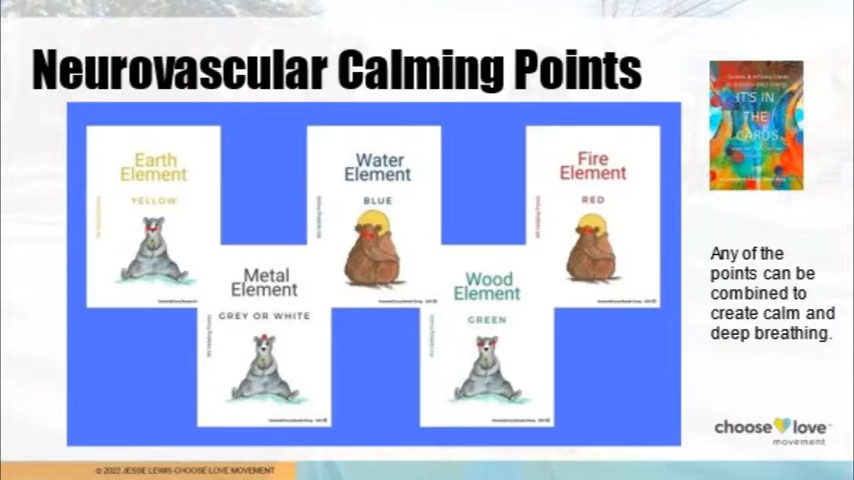 Neurovascular Calming Points
Earth
Element
YELLOW
Water
Element
BLUE
Fire
Element
RED
Metal
Element
GREY OR WHITE
Wood
Element
GREEN
IT'S IN
THE
CARDS
Any of the
points can be
combined to
create calm and
deep breathing.
choose love
movement
© 2022 JESSE LEWIS CHOOSE LOVE MOVEMENT